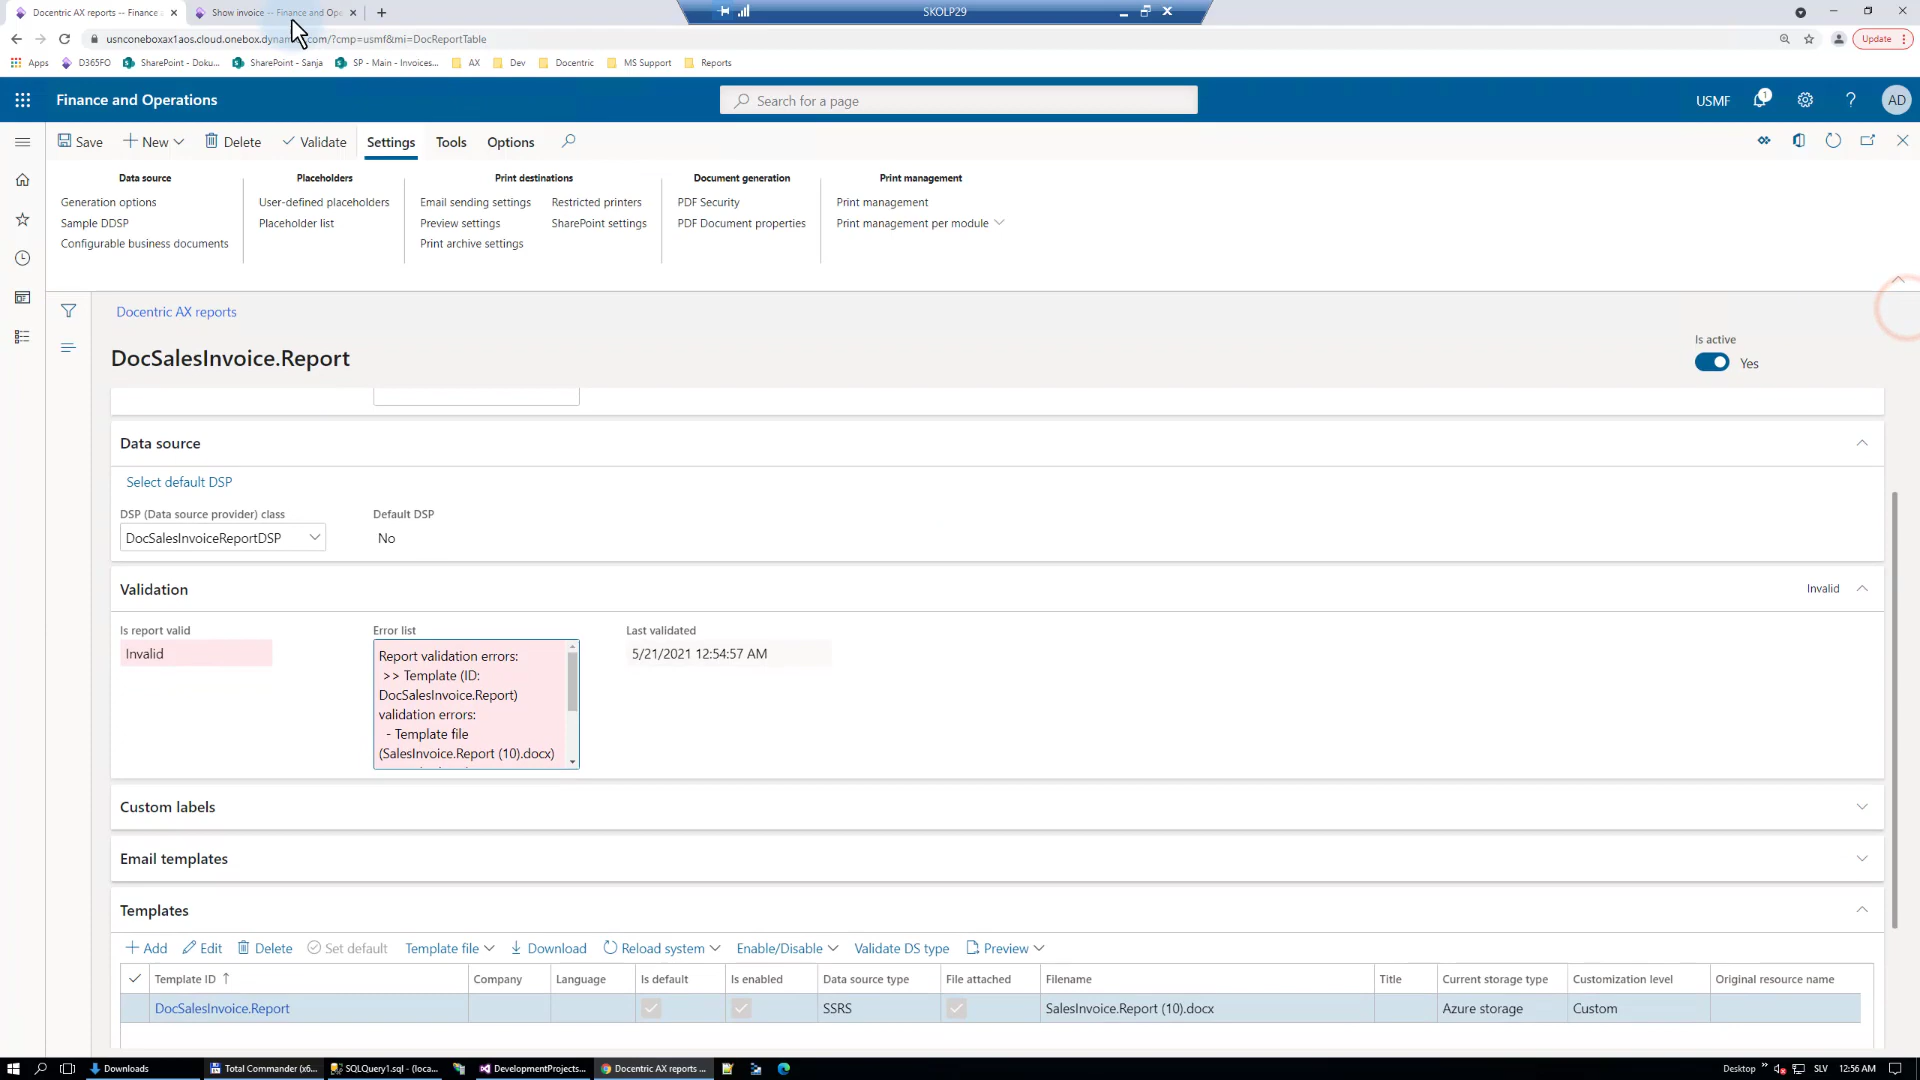 Docentric AX reports -- Finance a
Show invoice -- Finance and Ope
SKOLP29
usnconeboxax1aos.cloud.onebox.dynam com/?cmp=usmf&mi=DocReportTable
Update
Apps
D365FO
SharePoint - Doku...
SharePoint - Sanja
SP - Main - Invoices...
AX
Dev
Docentric
MS Support
Reports
Finance and Operations
Search for a page
USMF
1
?
AD
Save
New
Delete
Validate
Settings
Tools
Options
Data source
Placeholders
Print destinations
Document generation
Print management
Generation options
User-defined placeholders
Email sending settings
Restricted printers
PDF Security
Print management
Sample DDSP
Placeholder list
Preview settings
SharePoint settings
PDF Document properties
Print management per module
Configurable business documents
Print archive settings
Docentric AX reports
Is active
DocSalesInvoice.Report
Yes
Data source
Select default DSP
DSP (Data source provider) class
Default DSP
DocSalesInvoiceReportDSP
No
Validation
Invalid
Is report valid
Error list
Last validated
Invalid
Report validation errors:
>> Template (ID:
DocSalesInvoice.Report)
validation errors:
- Template file
(SalesInvoice.Report (10).docx)
5/21/2021 12:54:57 AM
Custom labels
Email templates
Templates
Add
Edit
Delete
Set default
Template file
Download
Reload system
Enable/Disable
Validate DS type
Preview
Template ID
Company
Language
Is default
Is enabled
Data source type
File attached
Filename
Title
Current storage type
Customization level
Original resource name
DocSalesInvoice.Report
SSRS
SalesInvoice.Report (10).docx
Azure storage
Custom
Downloads
Total Commander (x6...
SQLQuery1.sql - (loca...
DevelopmentProjects...
Docentric AX reports ...
Desktop
SLV
12:56 AM